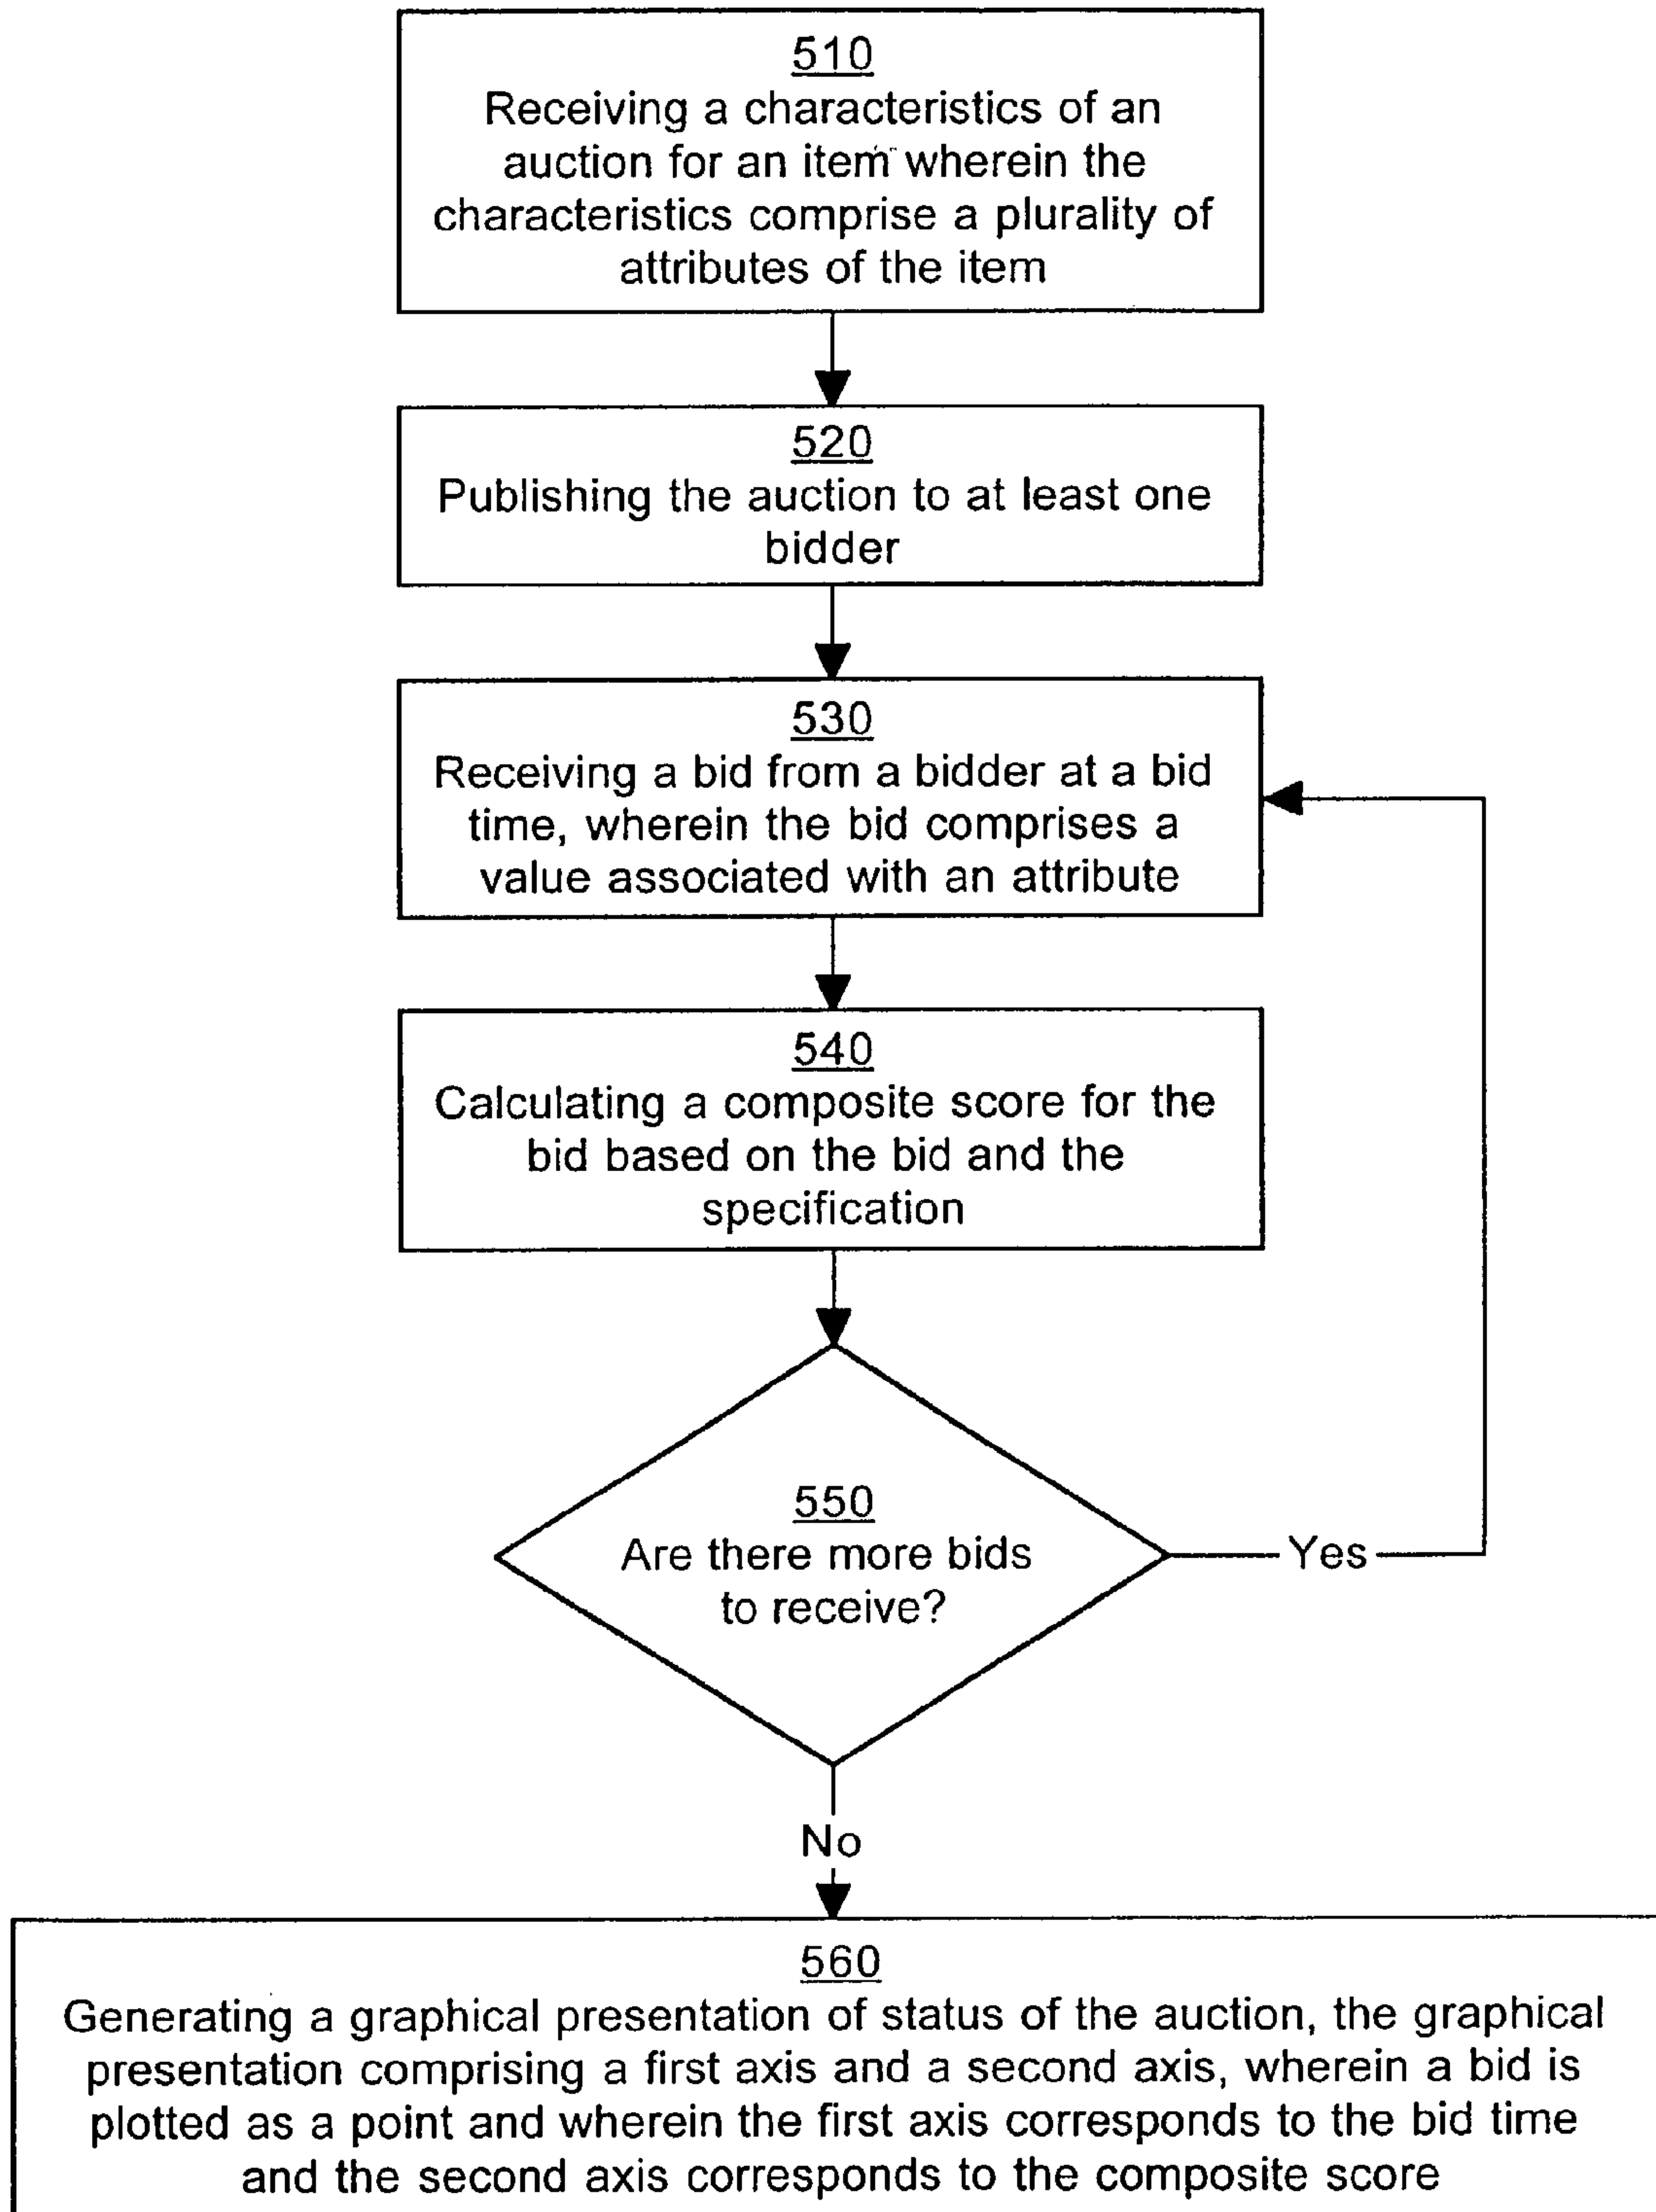 510
Receiving a characteristics of an
auction for an item wherein the
characteristics comprise a plurality of
attributes of the item
520
Publishing the auction to at least one
bidder
530
Receiving a bid from a bidder at a bid
time, wherein the bid comprises a
value associated with an attribute
540
Calculating a composite score for the
bid based on the bid and the
specification
550
Are there more bids
to receive?
Yes
No
560
Generating a graphical presentation of status of the auction, the graphical
presentation comprising a first axis and a second axis, wherein a bid is
plotted as a point and wherein the first axis corresponds to the bid time
and the second axis corresponds to the composite score